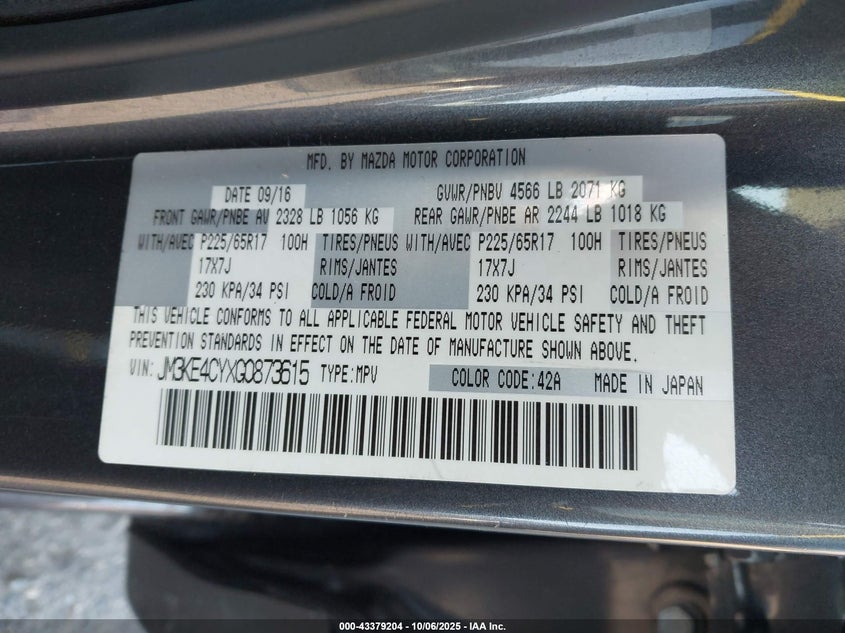 MFD. BY MAZDA MOTOR CORPORATION
DATE 09/16 GVWR/PNBV 4566 LB 2071 KG
FRONT GAWR/PNBE AV 2328 LB 1056 KG REAR GAWR/PNBE AR 2244 LB 1018 KG
WITH/AVEC P225/65R17 100H TIRES/PNEUS WITH/AVEC P225/65R17 100H TIRES/PNEUS
17X7J RIMS/JANTES 17X7J RIMS/JANTES
230 KPA/34 PSI COLD/A FROID 230 KPA/34 PSI COLD/A FROID
THIS VEHICLE CONFORMS TO ALL APPLICABLE FEDERAL MOTOR VEHICLE SAFETY AND THEFT
PREVENTION STANDARDS IN EFFECT ON THE DATE OF MANUFACTURE SHOWN ABOVE.
VIN: JM3KE4CYXG0873615 TYPE:MPV COLOR CODE:42A MADE IN JAPAN
000-43379204 - 10/06/2025 - IAA Inc.